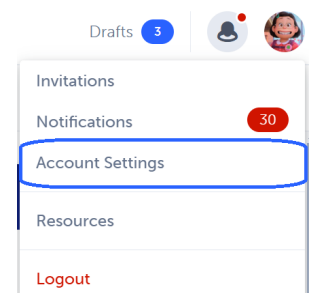 Drafts 3
Invitations
Notifications 30
Account Settings
Resources
Logout